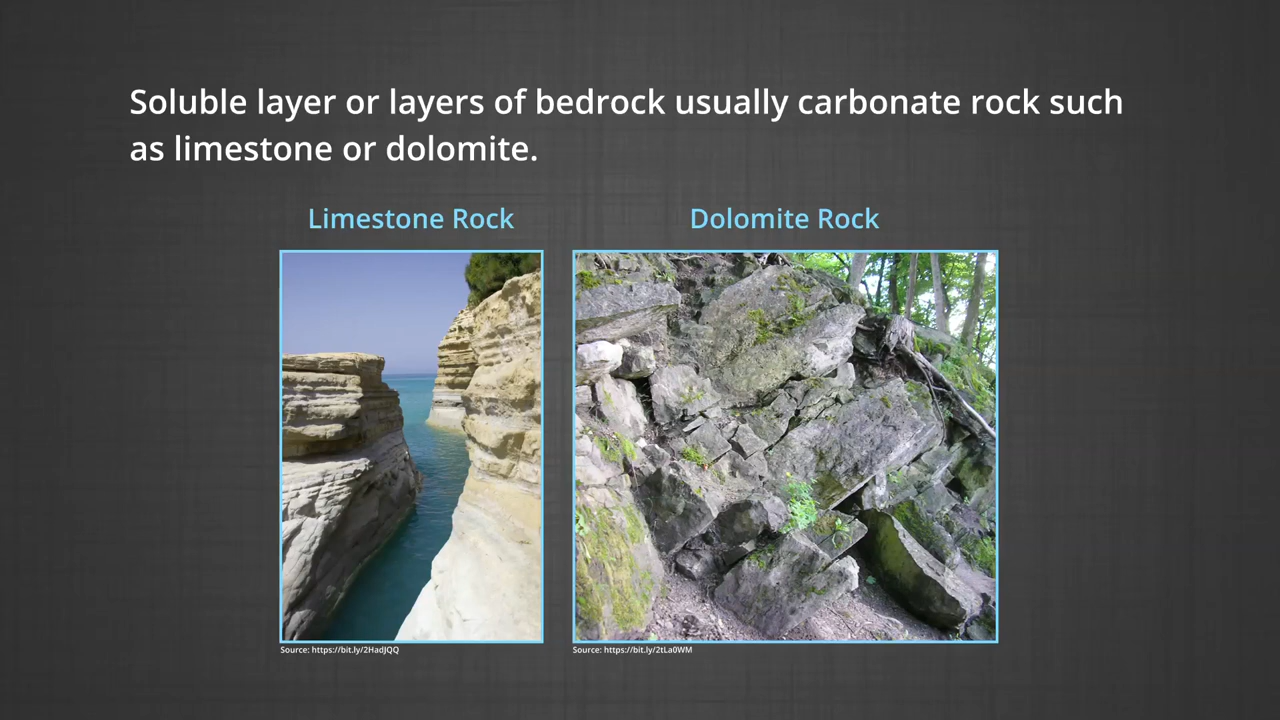 Soluble layer or layers of bedrock usually carbonate rock such
as limestone or dolomite.
Limestone Rock
Dolomite Rock
Source: https://bit.ly/2HadJQQ
Source: https://bit.ly/2tLa0WM